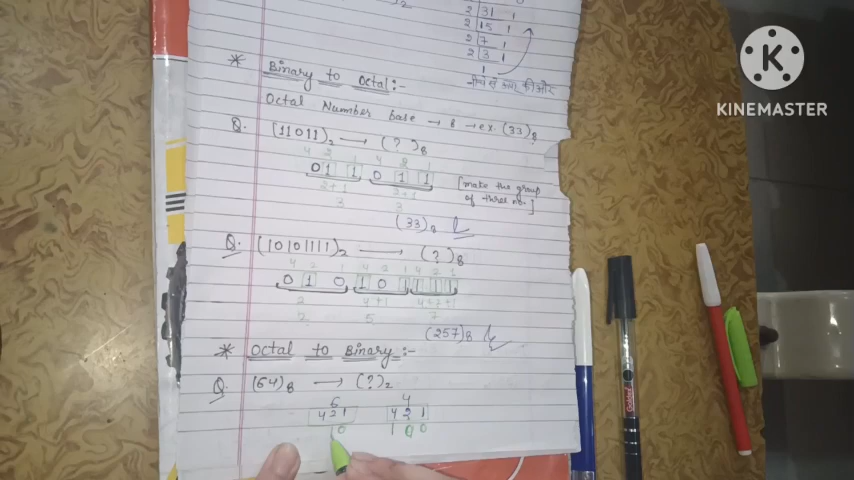 2 | 31 1
2 | 15 1
2 | 7 1
2 | 3 1
1
* Binary to Octal:-
Octal Number base → 8 → ex. (33)8
Q. (11011)2 → (?)8
4 2 1 4 2 1
0 1 1 0 1 1
2+1 2+1
3 3
[make the group
of three no.]
(33)8
Q. (10101111)2 → (?)8
4 2 1 4 2 1 4 2 1
0 1 0 1 0 1 1 1 1
2 4+1 4+2+1
2 5 7
(257)8
* Octal to Binary:-
Q. (64)8 → (?)2
6 4
4 2 1 4 2 1
1 0 1 0 0
KINEMASTER